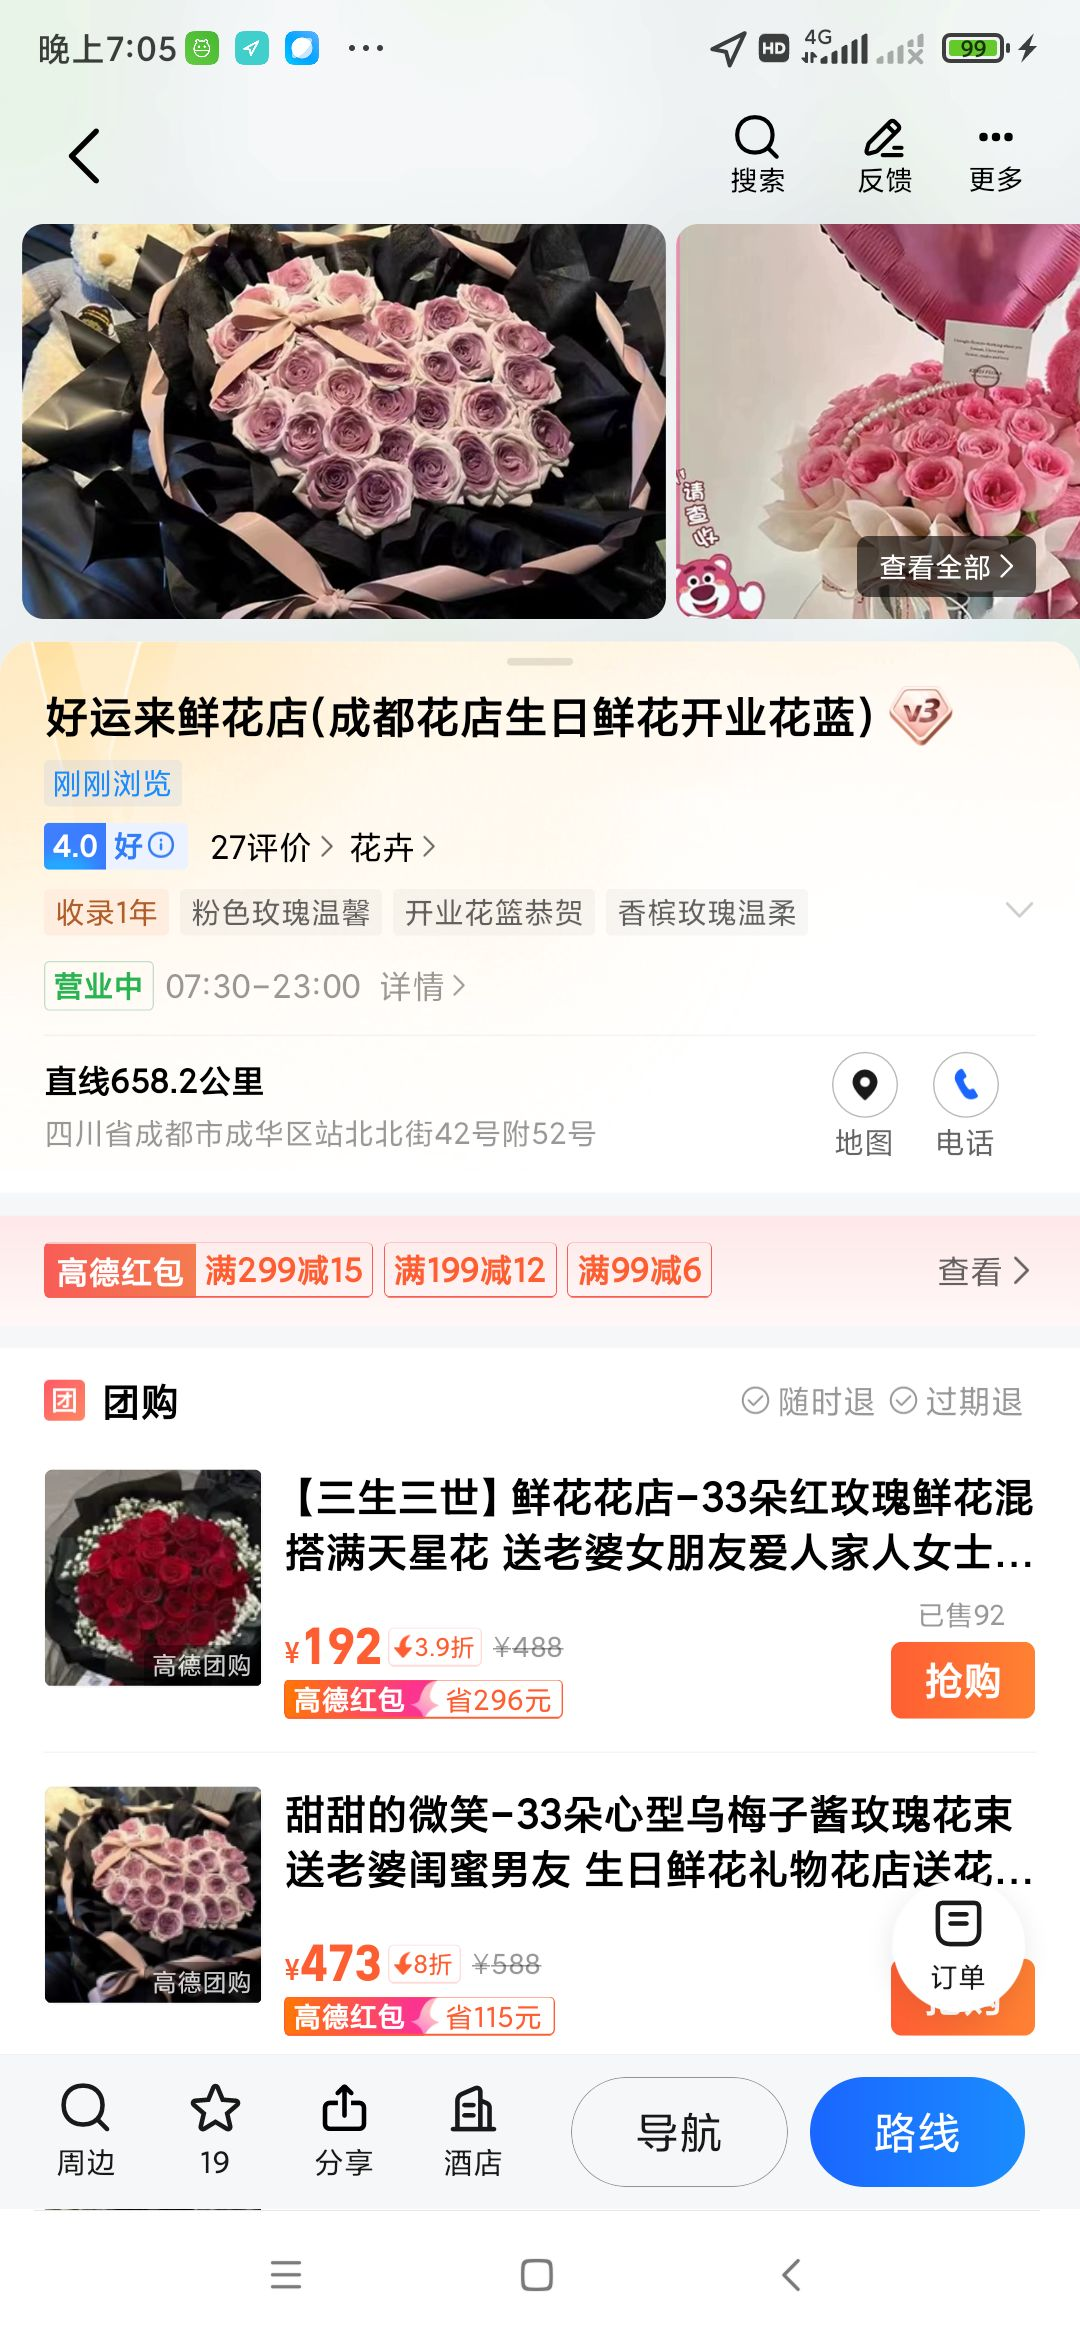 晚上7:05
HD
4G
99
搜索
反馈
更多
请查收
查看全部
好运来鲜花店(成都花店生日鲜花开业花蓝)
V3
刚刚浏览
4.0 好 27评价 花卉
收录1年 粉色玫瑰温馨 开业花篮恭贺 香槟玫瑰温柔
营业中 07:30-23:00 详情
直线658.2公里
四川省成都市成华区站北北街42号附52号
地图 电话
高德红包 满299减15 满199减12 满99减6 查看
团 团购 随时退 过期退
【三生三世】鲜花花店-33朵红玫瑰鲜花混
搭满天星花 送老婆女朋友爱人家人女士...
已售92
¥192 3.9折 ¥488
高德红包 省296元
抢购
高德团购
甜甜的微笑-33朵心型乌梅子酱玫瑰花束
送老婆闺蜜男友 生日鲜花礼物花店送花...
¥473 8折 ¥588
高德红包 省115元
抢购
高德团购
订单
周边 19 分享 酒店 导航 路线